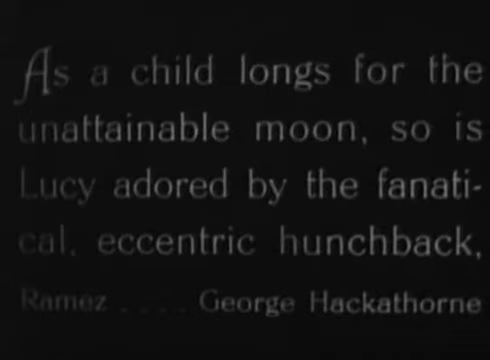 As a child longs for the
unattainable moon, so is
Lucy adored by the fanati-
cal, eccentric hunchback,
Ramez .... George Hackathorne